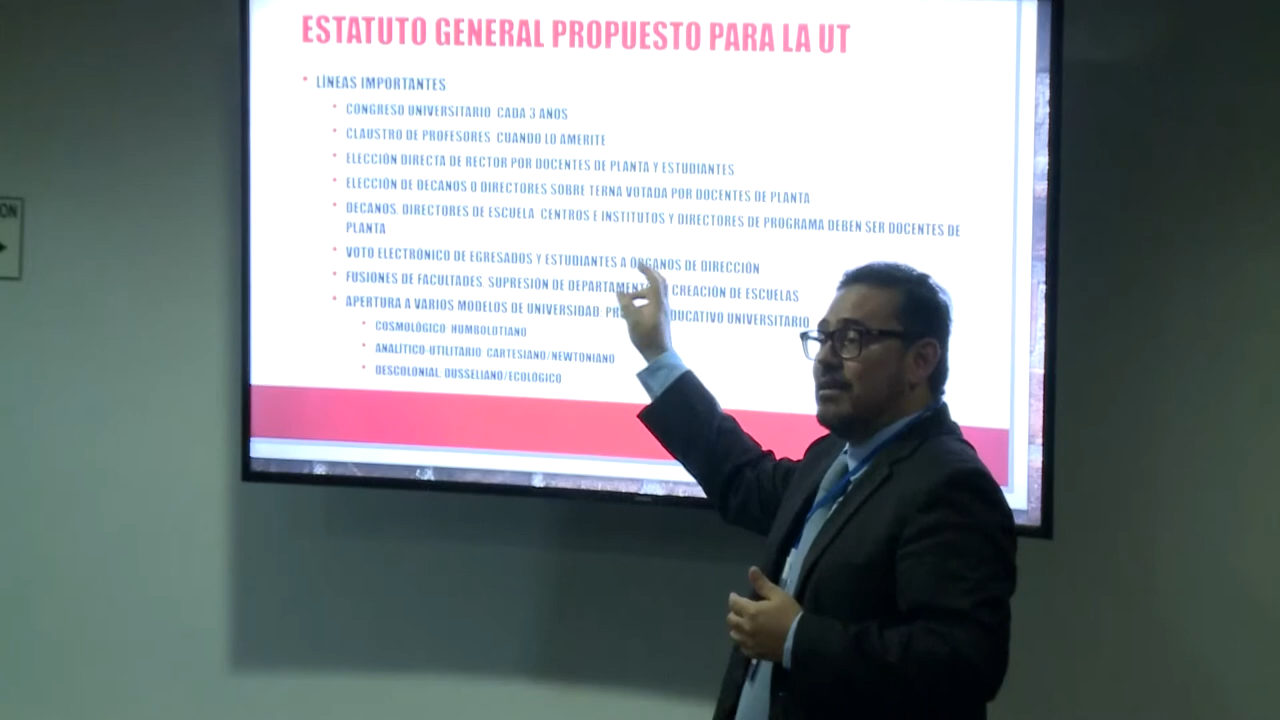 ESTATUTO GENERAL PROPUESTO PARA LA UT
• LÍNEAS IMPORTANTES
• CONGRESO UNIVERSITARIO CADA 3 AÑOS
• CLAUSTRO DE PROFESORES CUANDO LO AMERITE
• ELECCIÓN DIRECTA DE RECTOR POR DOCENTES DE PLANTA Y ESTUDIANTES
• ELECCIÓN DE DECANOS O DIRECTORES SOBRE TERNA VOTADA POR DOCENTES DE PLANTA
• DECANOS, DIRECTORES DE ESCUELA CENTROS E INSTITUTOS Y DIRECTORES DE PROGRAMA DEBEN SER DOCENTES DE
PLANTA
• VOTO ELECTRÓNICO DE EGRESADOS Y ESTUDIANTES A ORGANOS DE DIRECCIÓN
• FUSIONES DE FACULTADES, SUPRESIÓN DE CREACIÓN DE ESCUELAS
• APERTURA A VARIOS MODELOS DE UNIVERSIDAD: UNIVERSITARIO
• COSMOLÓGICO HUMBOLDTIANO
• ANALÍTICO-UTILITARIO CARTESIANO/NEWTONIANO
• DESCOLONIAL DUSSELIANO/ECOLÓGICO